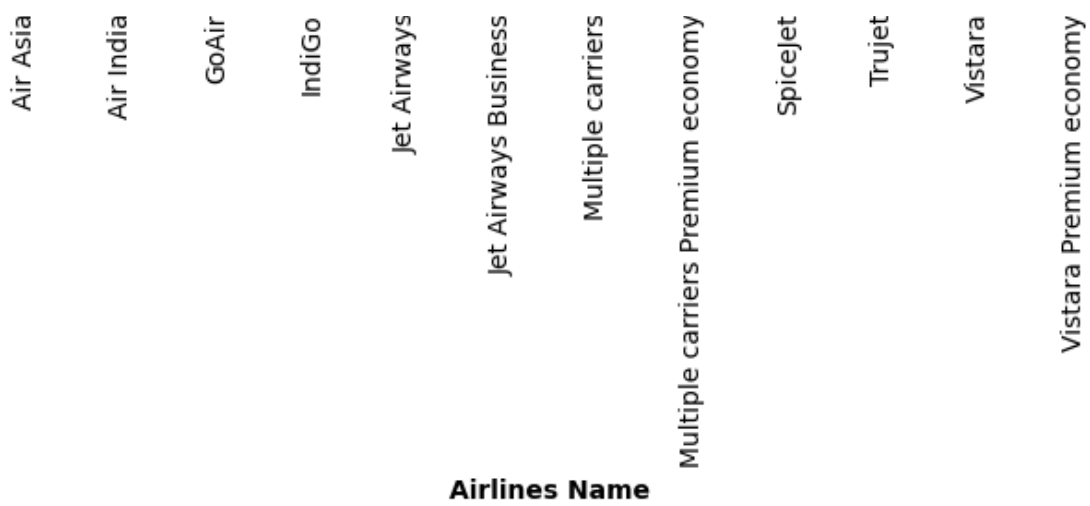 Air Asia
Air India
GoAir
IndiGo
Jet Airways
Jet Airways Business
Multiple carriers
Multiple carriers Premium economy
SpiceJet
Trujet
Vistara
Vistara Premium economy
Airlines Name